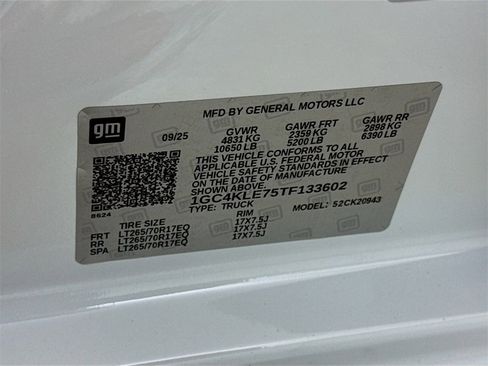 MFD BY GENERAL MOTORS LLC
gm
09/25 GVWR GAWR FRT GAWR RR
4831 KG 2359 KG 2898 KG
10650 LB 5200 LB 6390 LB
THIS VEHICLE CONFORMS TO ALL
APPLICABLE U.S. FEDERAL MOTOR
VEHICLE SAFETY STANDARDS IN EFFECT
ON THE DATE OF MANUFACTURE
SHOWN ABOVE.
1GC4KLE75TF133602
8624 TYPE: TRUCK MODEL: 52CK20943
TIRE SIZE RIM
FRT LT265/70R17EQ 17X7.5J
RR LT265/70R17EQ 17X7.5J
SPA LT265/70R17EQ 17X7.5J